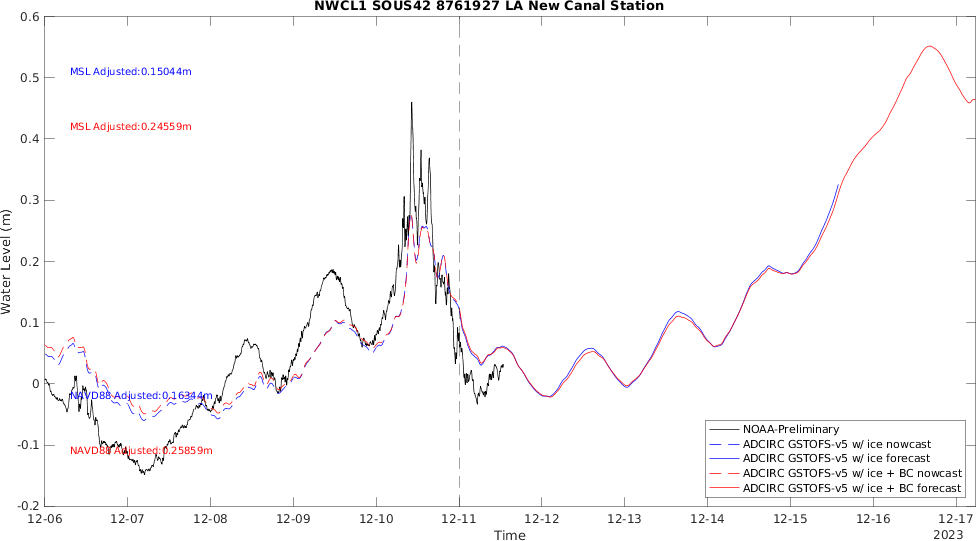 NWCL1 SOUS42 8761927 LA New Canal Station
0.6
0.5
0.4
0.3
0.2
0.1
0
-0.1
-0.2
Water Level (m)
MSL Adjusted:0.15044m
MSL Adjusted:0.24559m
NAVD88 Adjusted:0.16344m
NAVD88 Adjusted:0.25859m
NOAA-Preliminary
ADCIRC GSTOFS-v5 w/ ice nowcast
ADCIRC GSTOFS-v5 w/ ice forecast
ADCIRC GSTOFS-v5 w/ ice + BC nowcast
ADCIRC GSTOFS-v5 w/ ice + BC forecast
12-06 12-07 12-08 12-09 12-10 12-11 12-12 12-13 12-14 12-15 12-16 12-17
Time
2023